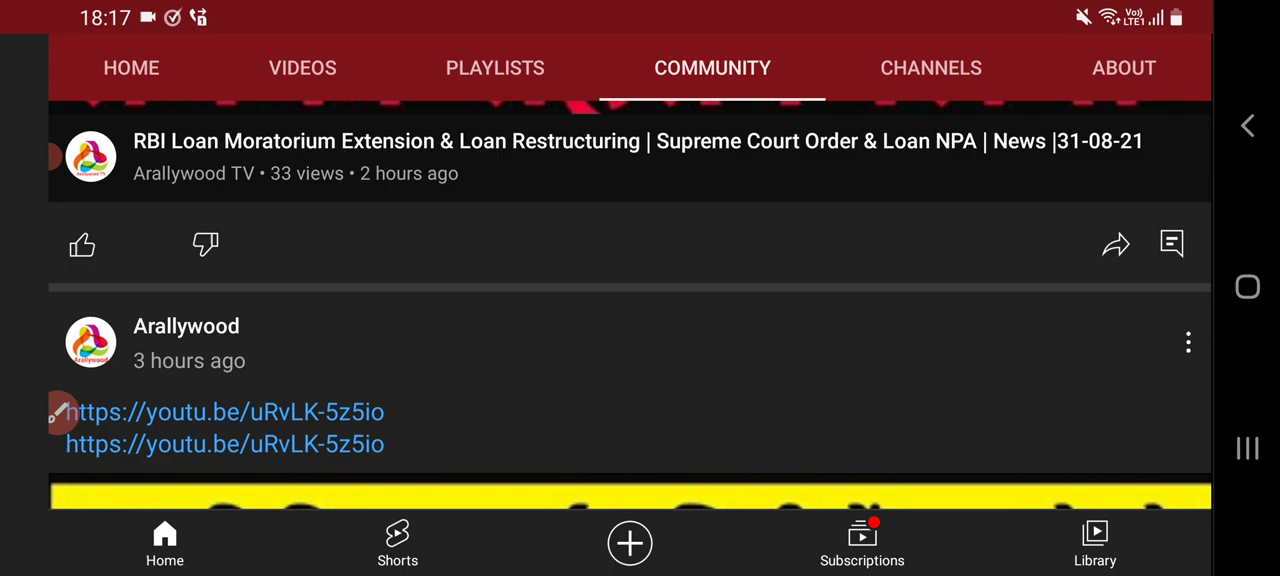 18:17
Vo))
LTE1
HOME VIDEOS PLAYLISTS COMMUNITY CHANNELS ABOUT
RBI Loan Moratorium Extension & Loan Restructuring | Supreme Court Order & Loan NPA | News |31-08-21
Arallywood TV • 33 views • 2 hours ago
Arallywood
3 hours ago
https://youtu.be/uRvLK-5z5io
https://youtu.be/uRvLK-5z5io
Home Shorts Subscriptions Library